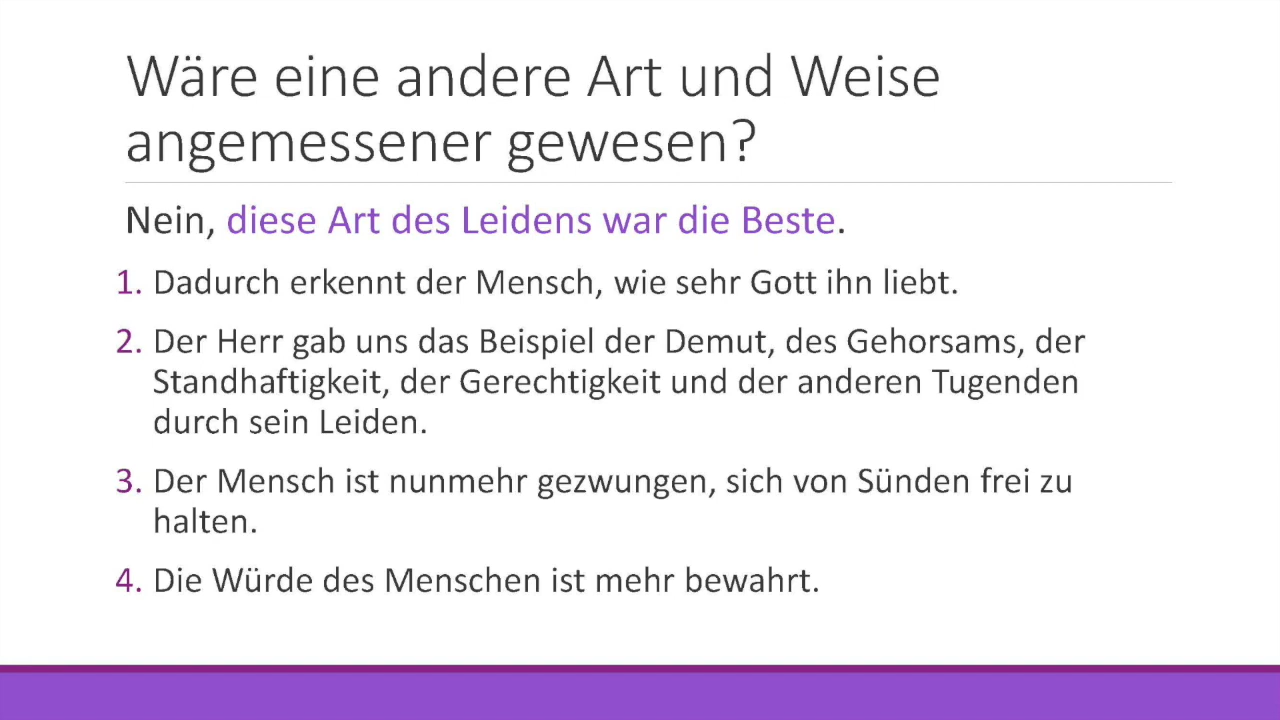 Wäre eine andere Art und Weise
angemessener gewesen?
Nein, diese Art des Leidens war die Beste.
1. Dadurch erkennt der Mensch, wie sehr Gott ihn liebt.
2. Der Herr gab uns das Beispiel der Demut, des Gehorsams, der
Standhaftigkeit, der Gerechtigkeit und der anderen Tugenden
durch sein Leiden.
3. Der Mensch ist nunmehr gezwungen, sich von Sünden frei zu
halten.
4. Die Würde des Menschen ist mehr bewahrt.